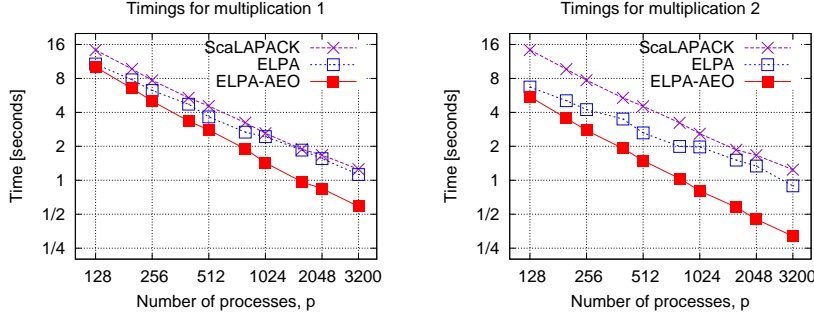 Timings for multiplication 1
16
8
4
2
1
1/2
1/4
Time [seconds]
ScaLAPACK
ELPA
ELPA-AEO
128 256 512 1024 2048 3200
Number of processes, p
Timings for multiplication 2
16
8
4
2
1
1/2
1/4
Time [seconds]
ScaLAPACK
ELPA
ELPA-AEO
128 256 512 1024 2048 3200
Number of processes, p